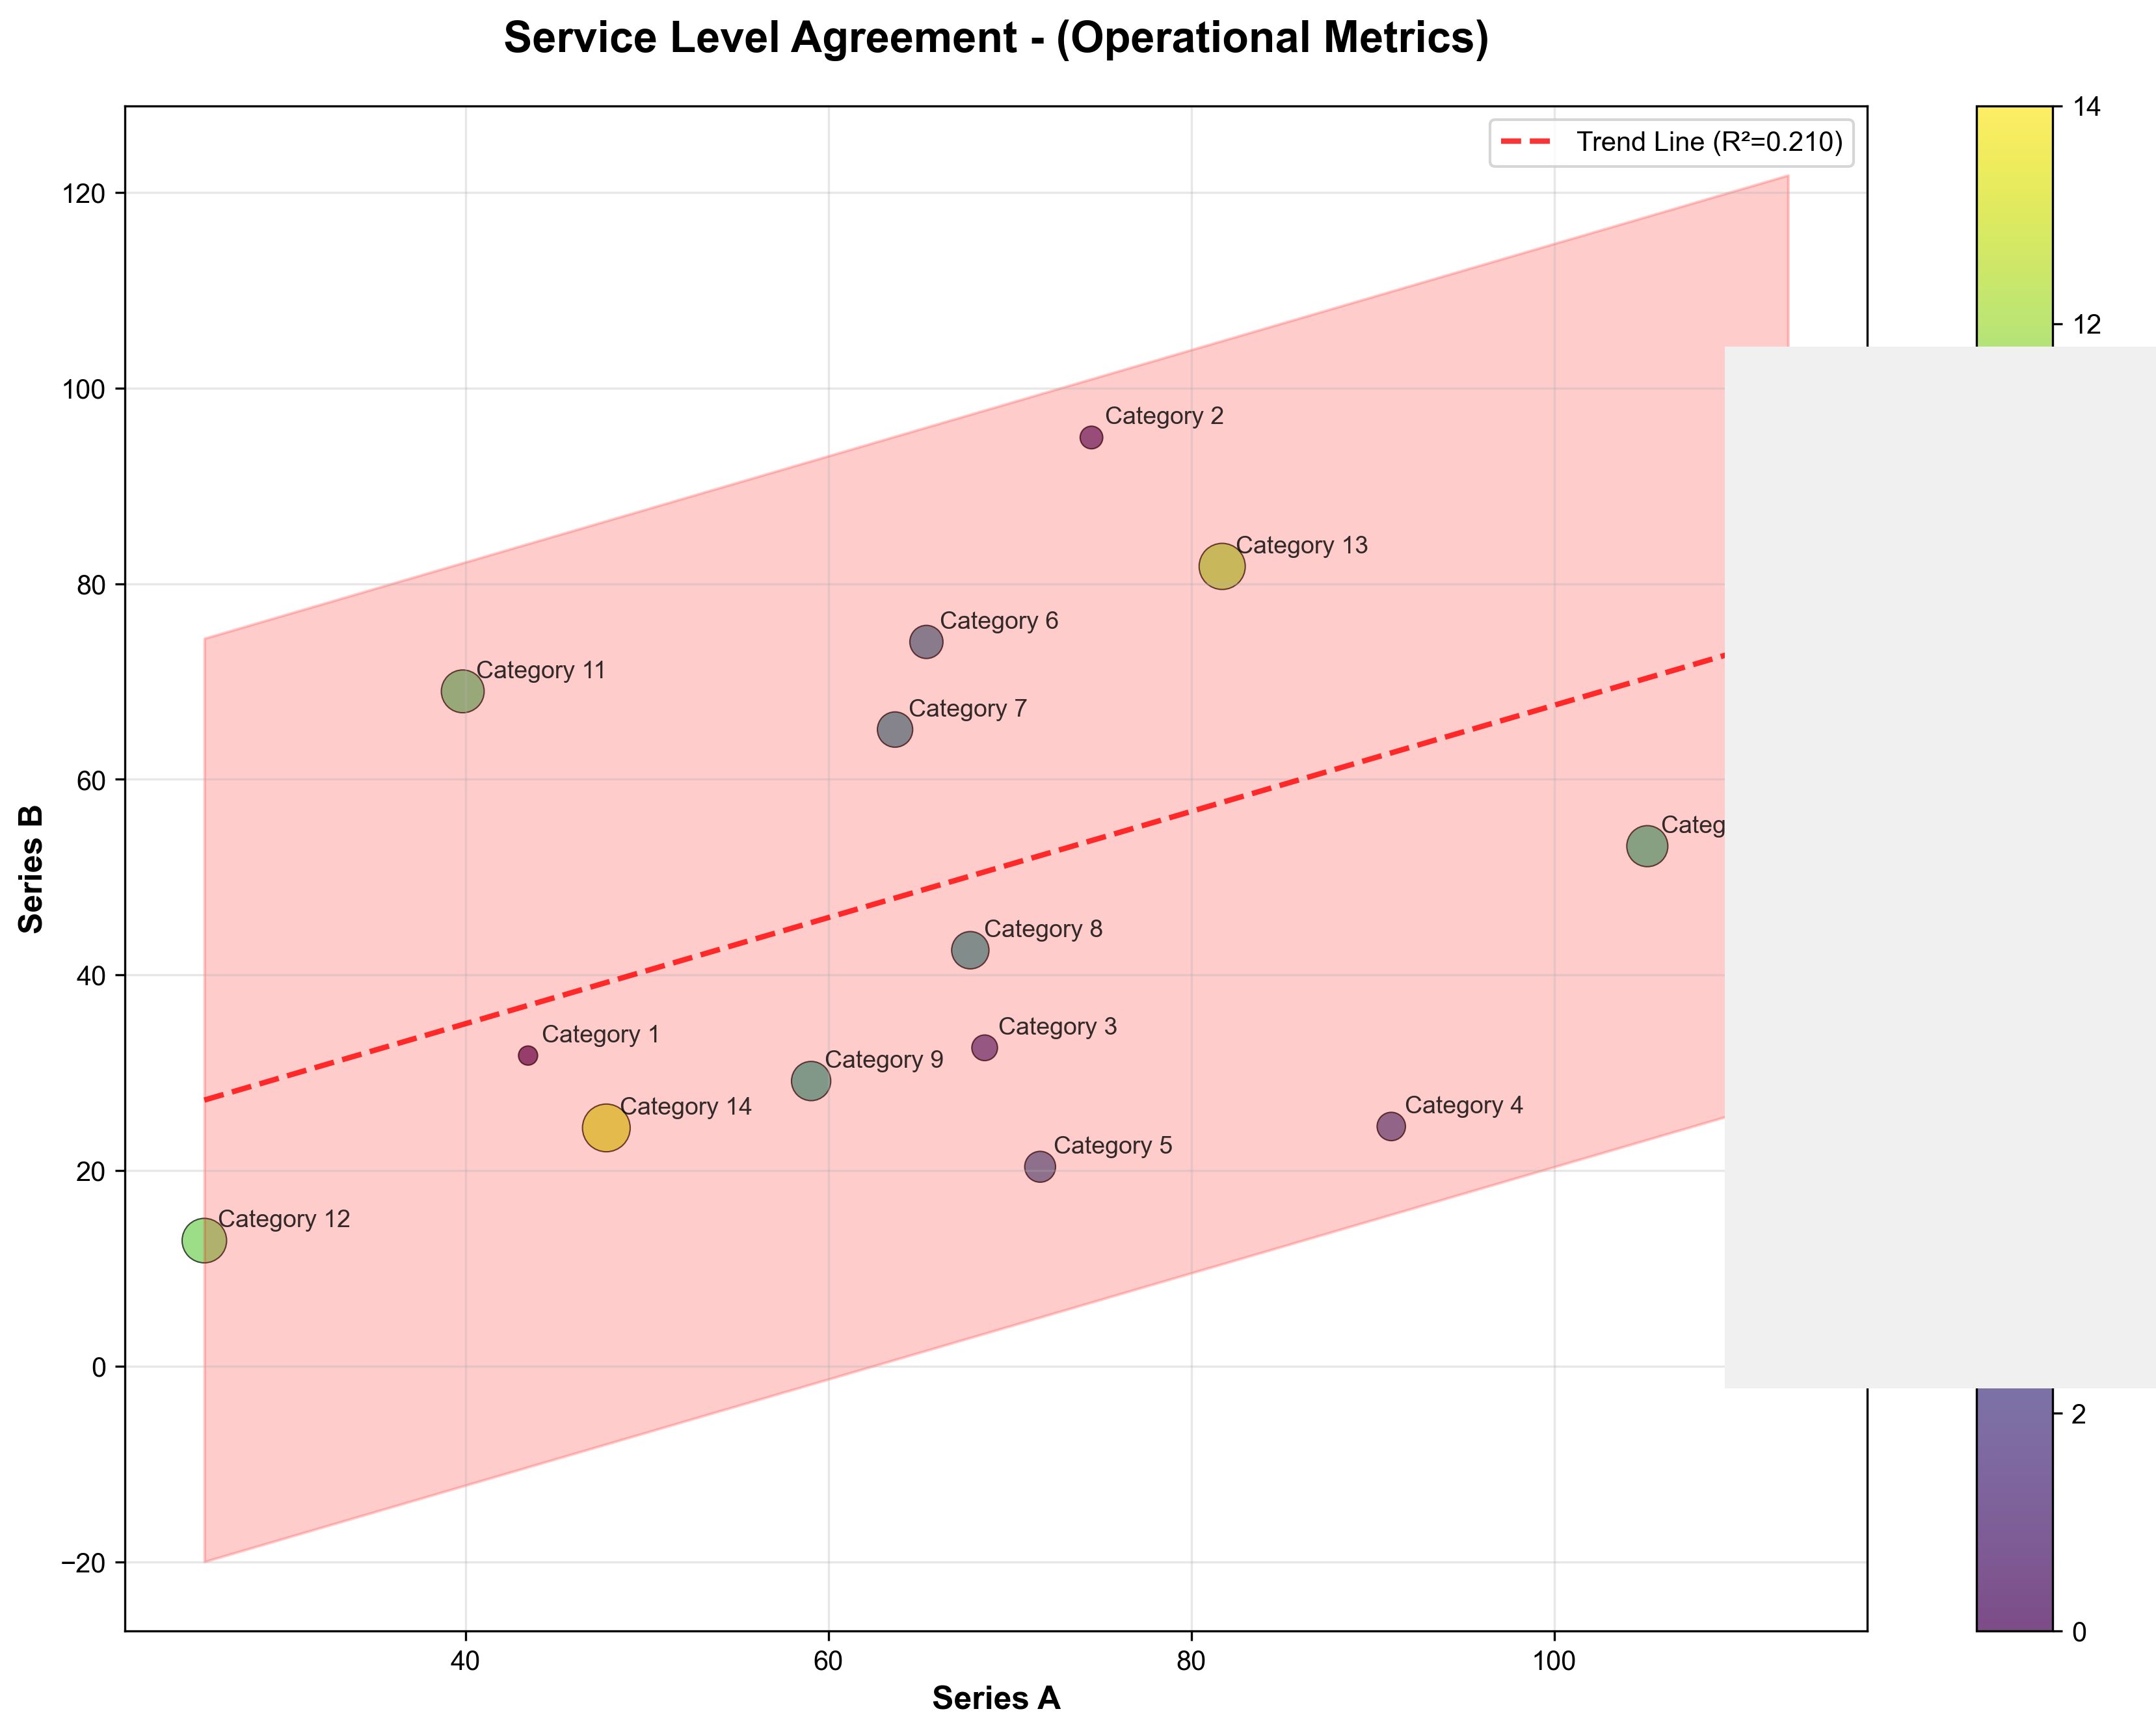 Service Level Agreement - (Operational Metrics)
Trend Line (R²=0.210)
14
12
2
0
120
100
80
60
40
20
0
−20
Series B
Category 2
Category 13
Category 6
Category 11
Category 7
Category 8
Category 3
Category 1
Category 9
Category 14
Category 4
Category 5
Category 12
40
60
80
100
Series A